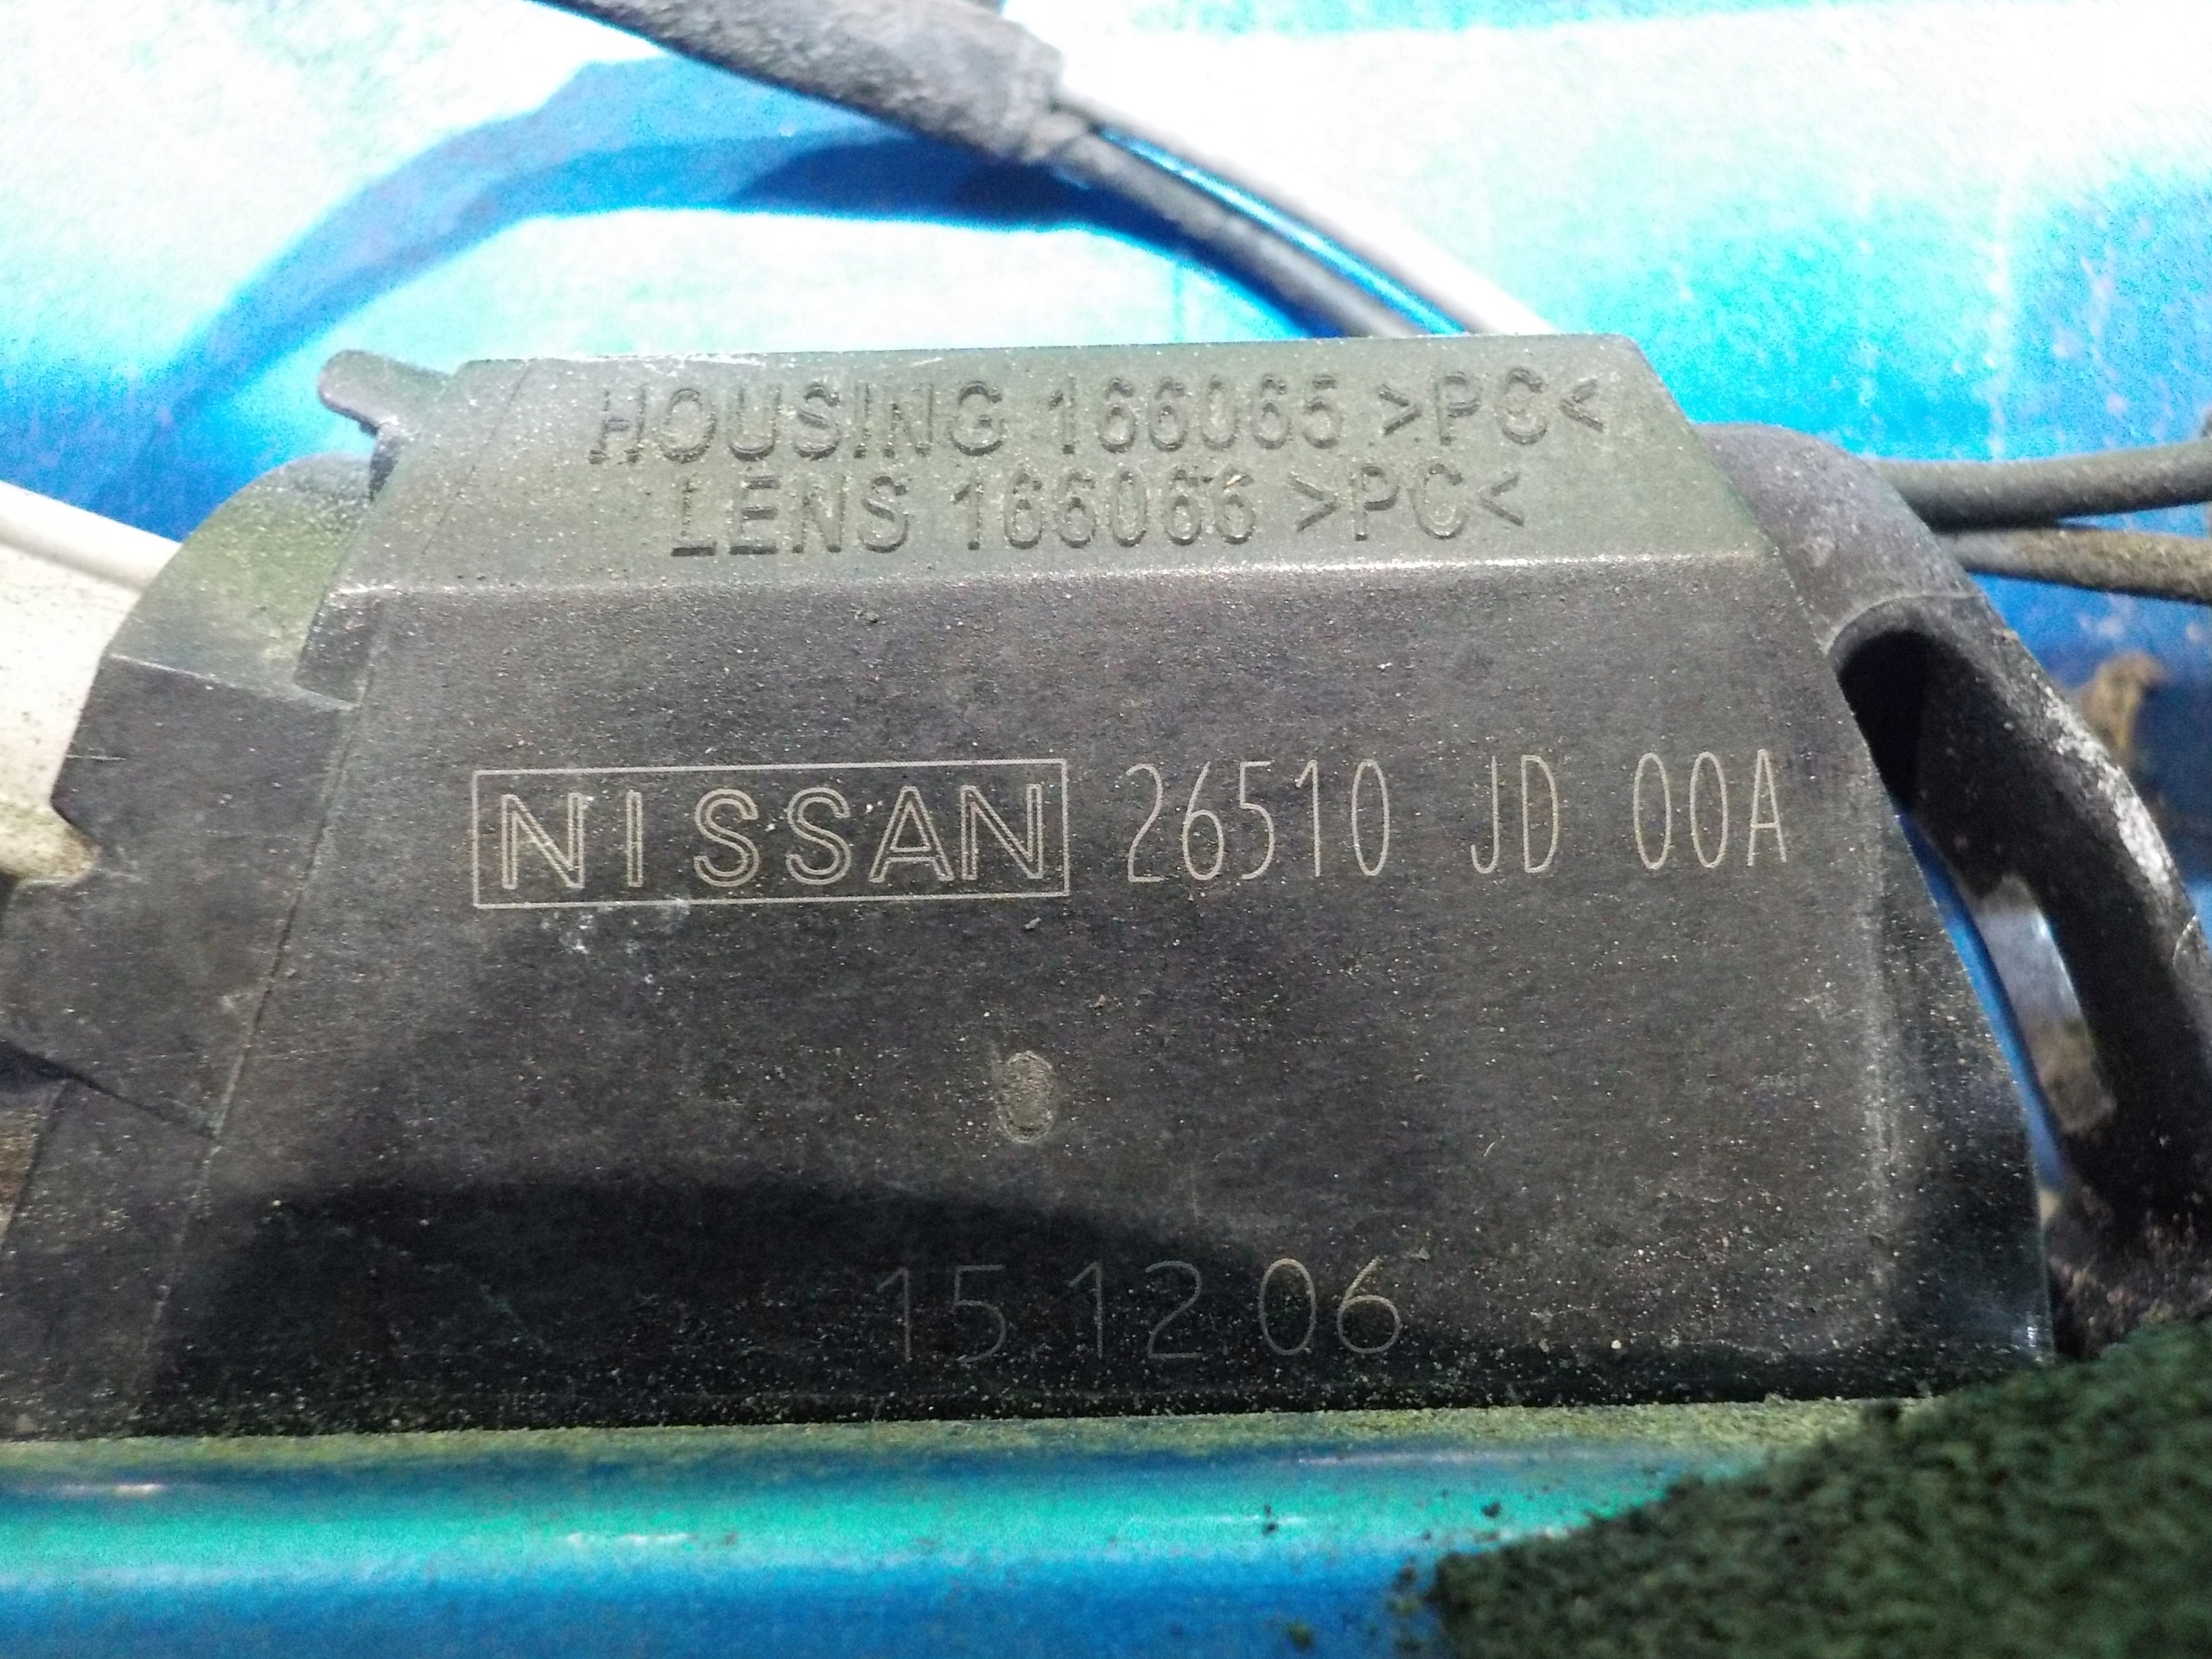 HOUSING 166065 >PC<
LENS 166066 >PC<
NISSAN 26510 JD 00A
15.12.06